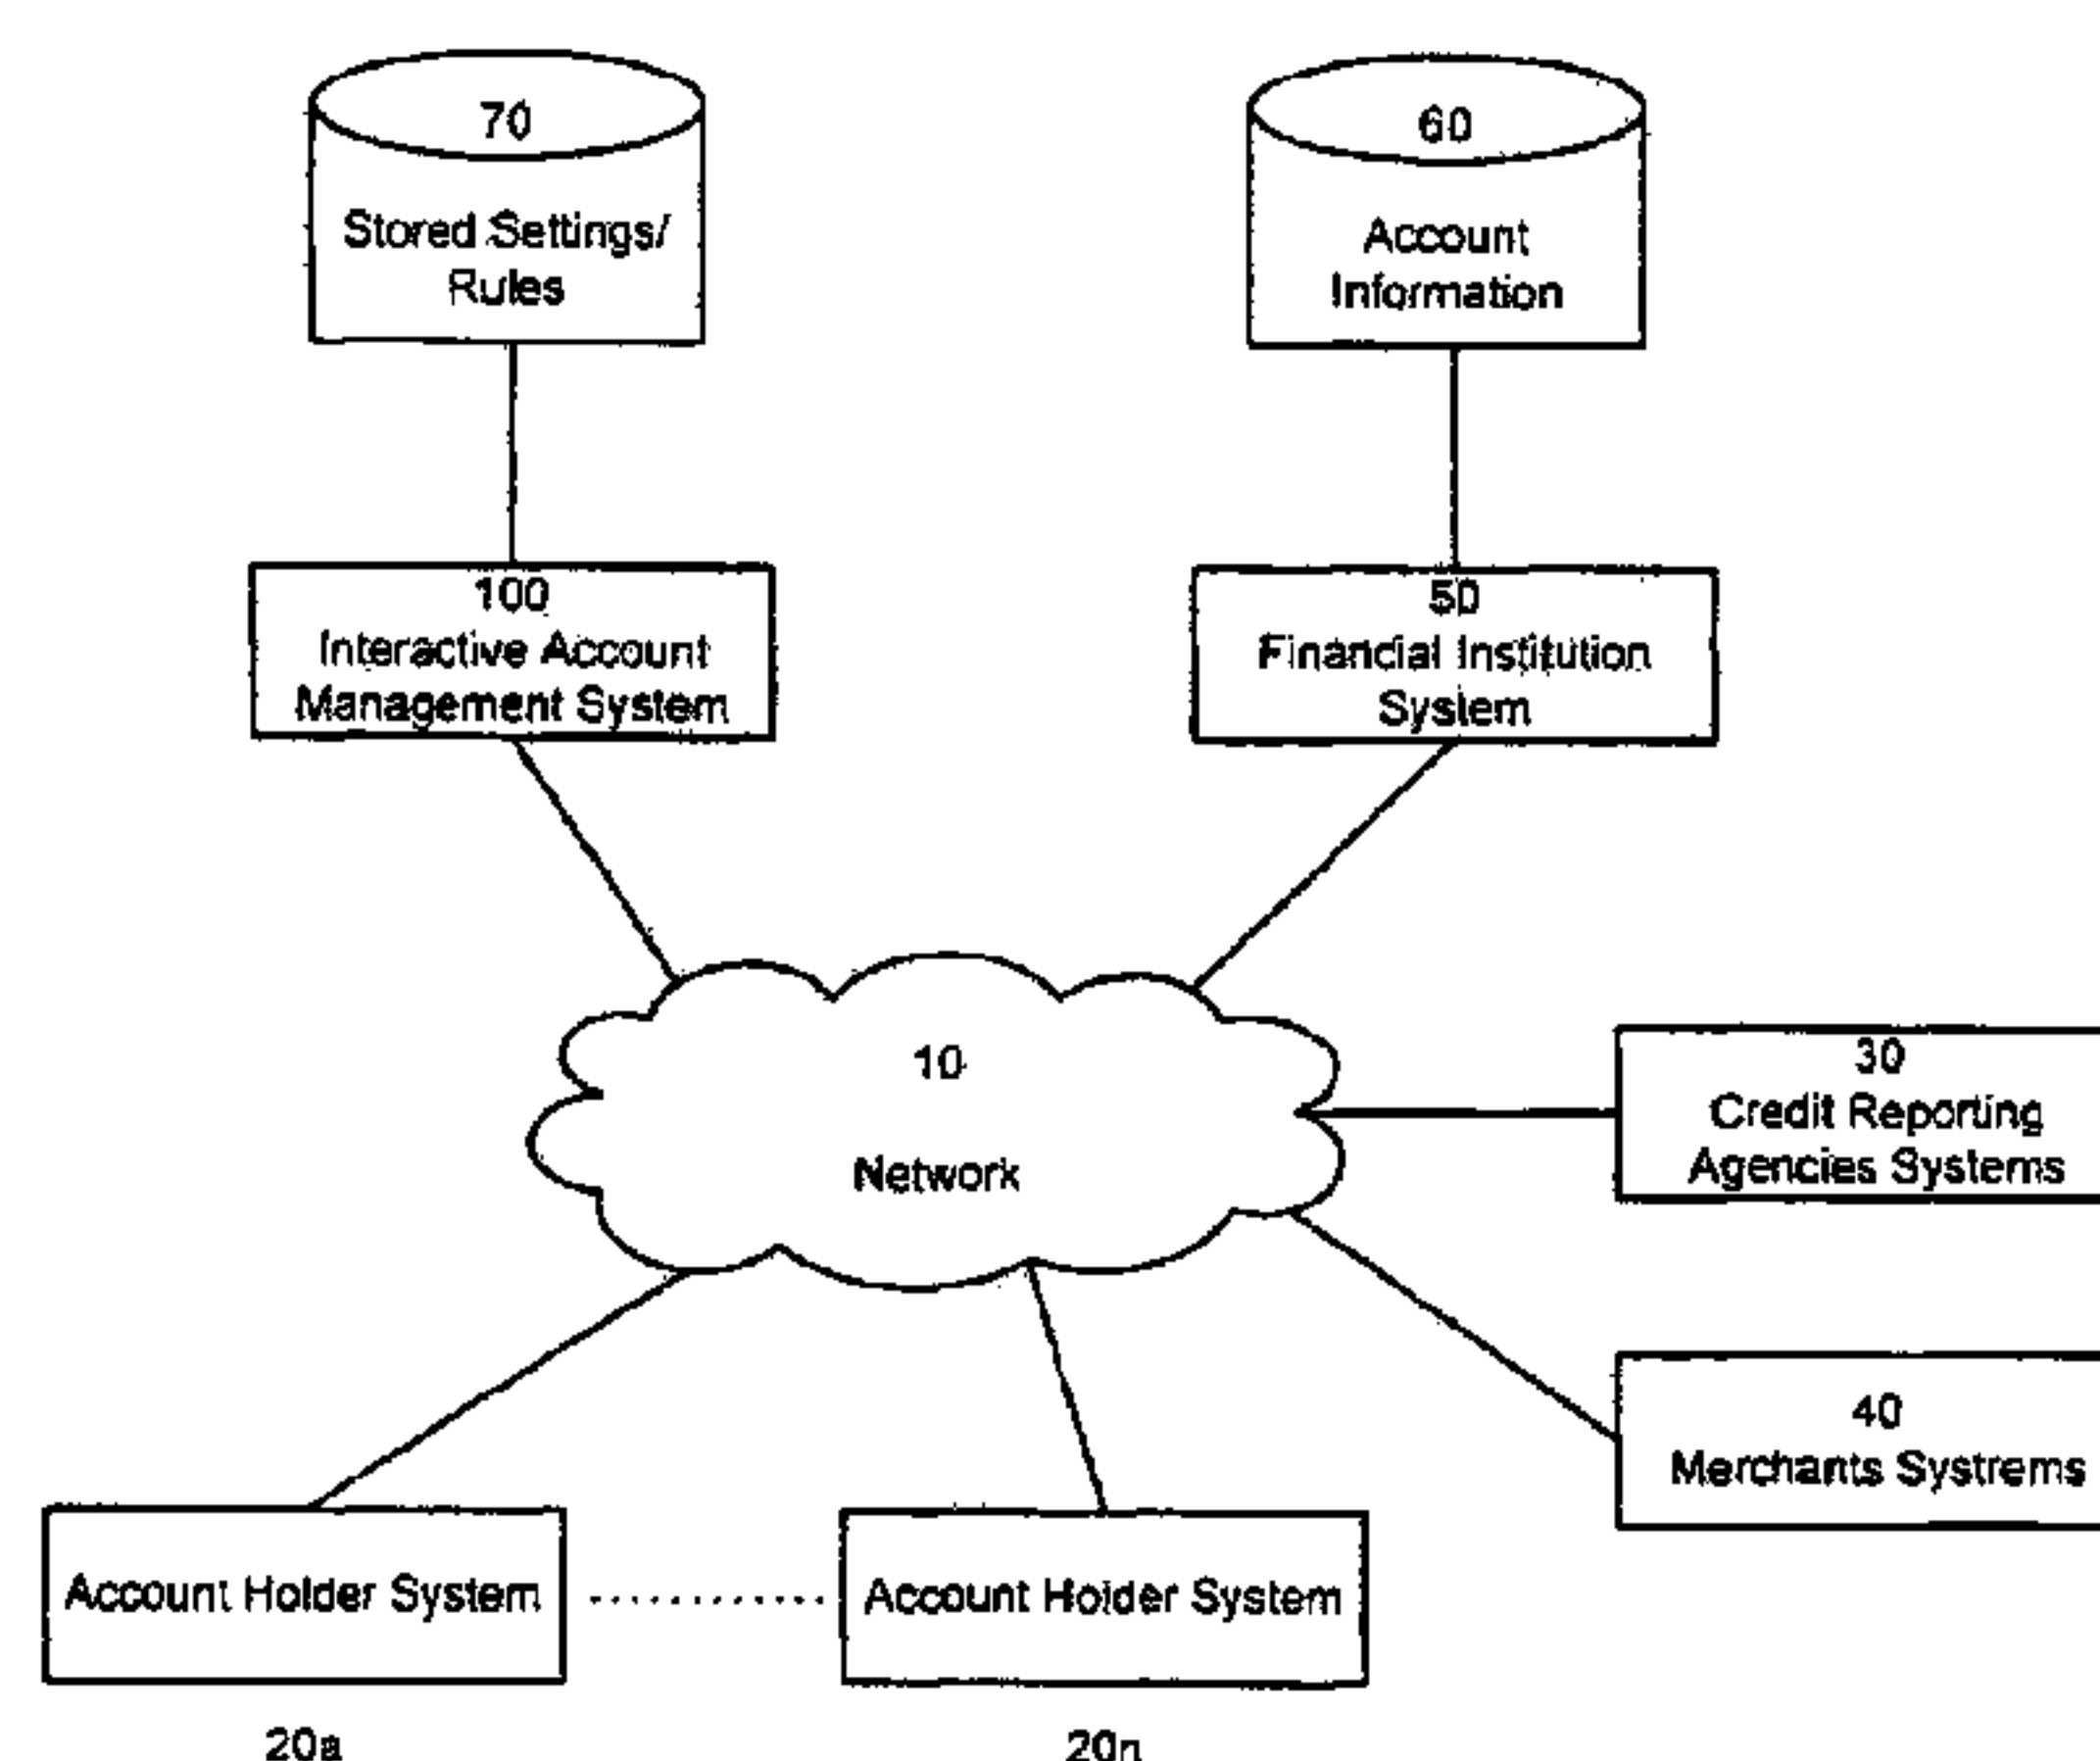 70
Stored Settings/
Rules
60
Account
Information
100
Interactive Account
Management System
50
Financial Institution
System
10
Network
30
Credit Reporting
Agencies Systems
40
Merchants Systrems
Account Holder System
Account Holder System
20a
20n